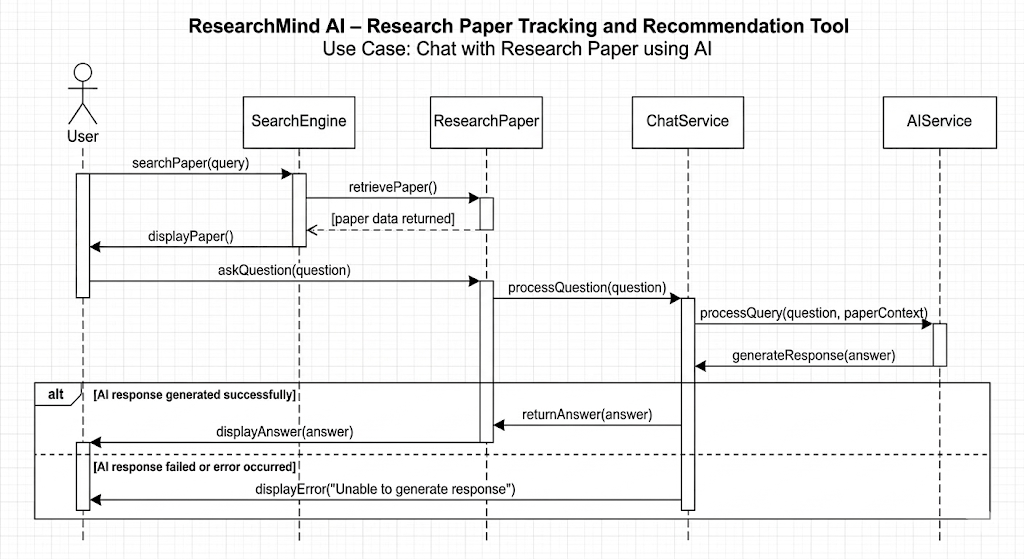 ResearchMind AI – Research Paper Tracking and Recommendation Tool
Use Case: Chat with Research Paper using AI
User
SearchEngine
ResearchPaper
ChatService
AIService
searchPaper(query)
retrievePaper()
[paper data returned]
displayPaper()
askQuestion(question)
processQuestion(question)
processQuery(question, paperContext)
generateResponse(answer)
alt
[AI response generated successfully]
returnAnswer(answer)
displayAnswer(answer)
[AI response failed or error occurred]
displayError("Unable to generate response")